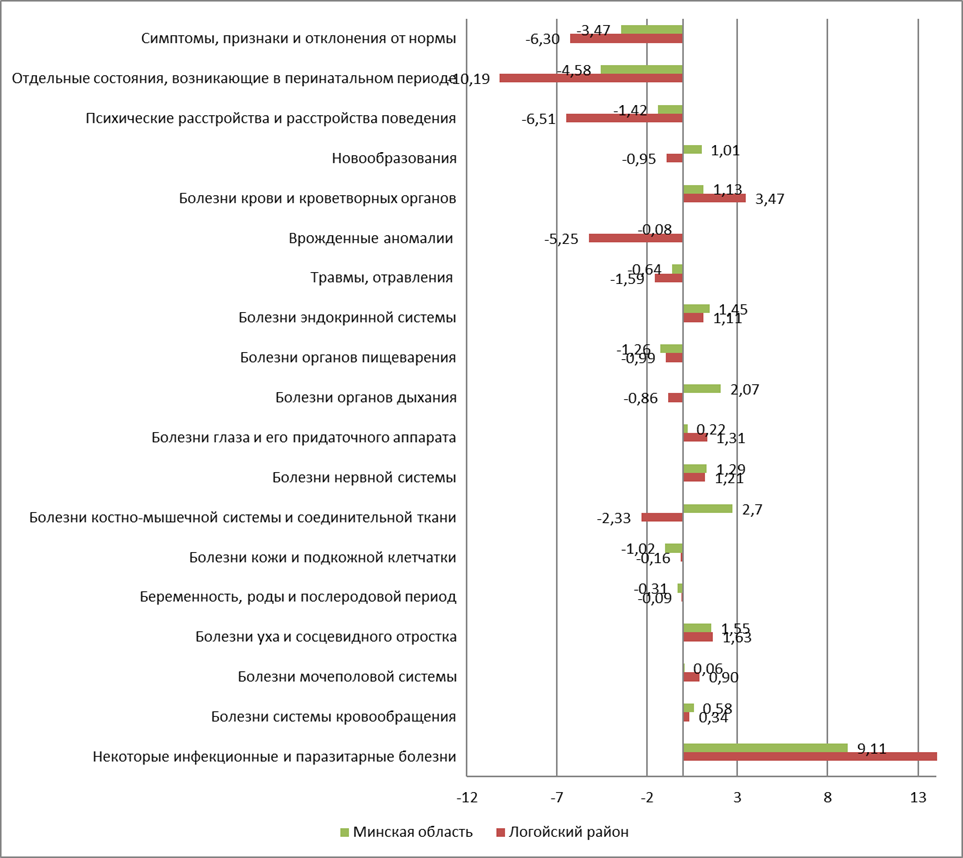 Симптомы, признаки и отклонения от нормы -3,47 -6,30
Отдельные состояния, возникающие в перинатальном периоде -4,58 -10,19
Психические расстройства и расстройства поведения -1,42 -6,51
Новообразования 1,01 -0,95
Болезни крови и кроветворных органов 1,13 3,47
Врожденные аномалии -0,08 -5,25
Травмы, отравления -0,64 -1,59
Болезни эндокринной системы 1,45 1,11
Болезни органов пищеварения -1,26 -0,99
Болезни органов дыхания 2,07 -0,86
Болезни глаза и его придаточного аппарата 0,22 1,31
Болезни нервной системы 1,29 1,21
Болезни костно-мышечной системы и соединительной ткани 2,7 -2,33
Болезни кожи и подкожной клетчатки -1,02 -0,16
Беременность, роды и послеродовой период -0,31 -0,09
Болезни уха и сосцевидного отростка 1,55 1,63
Болезни мочеполовой системы 0,06 0,90
Болезни системы кровообращения 0,58 0,34
Некоторые инфекционные и паразитарные болезни 9,11
-12 -7 -2 3 8 13
Минская область Логойский район